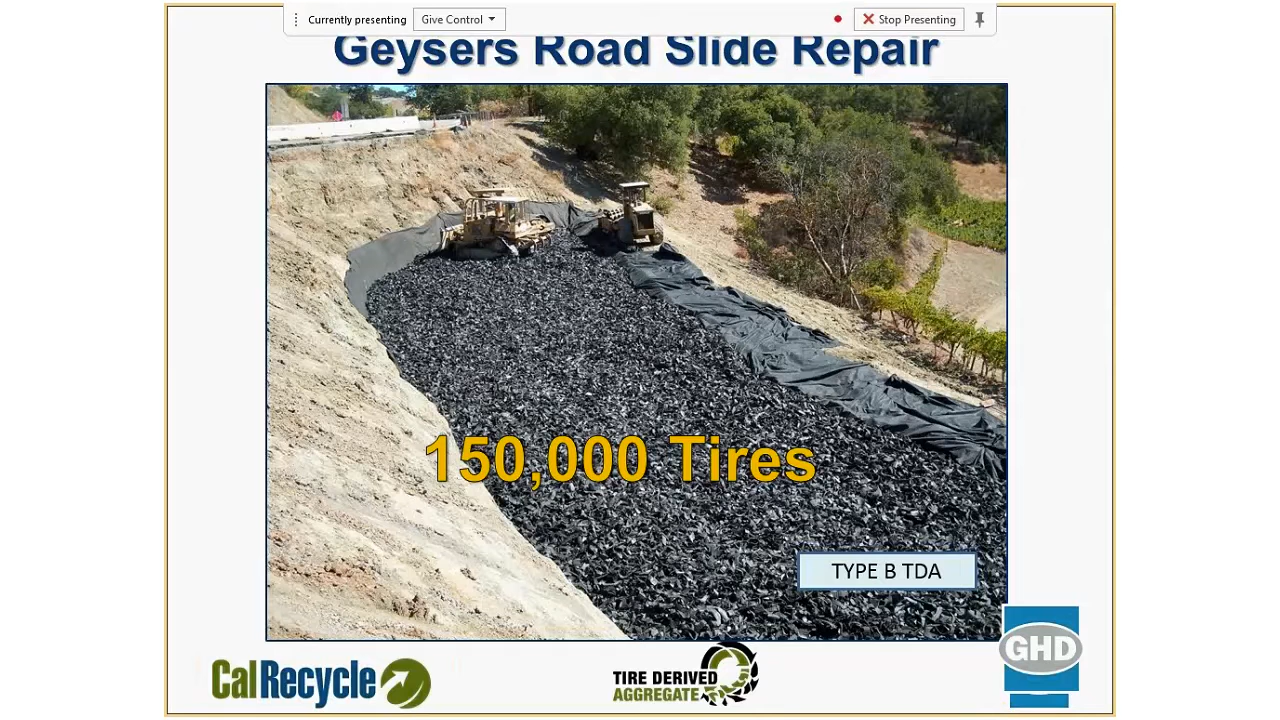 Currently presenting
Give Control
Stop Presenting
Geysers Road Slide Repair
150,000 Tires
TYPE B TDA
GHD
CalRecycle
TIRE DERIVED
AGGREGATE